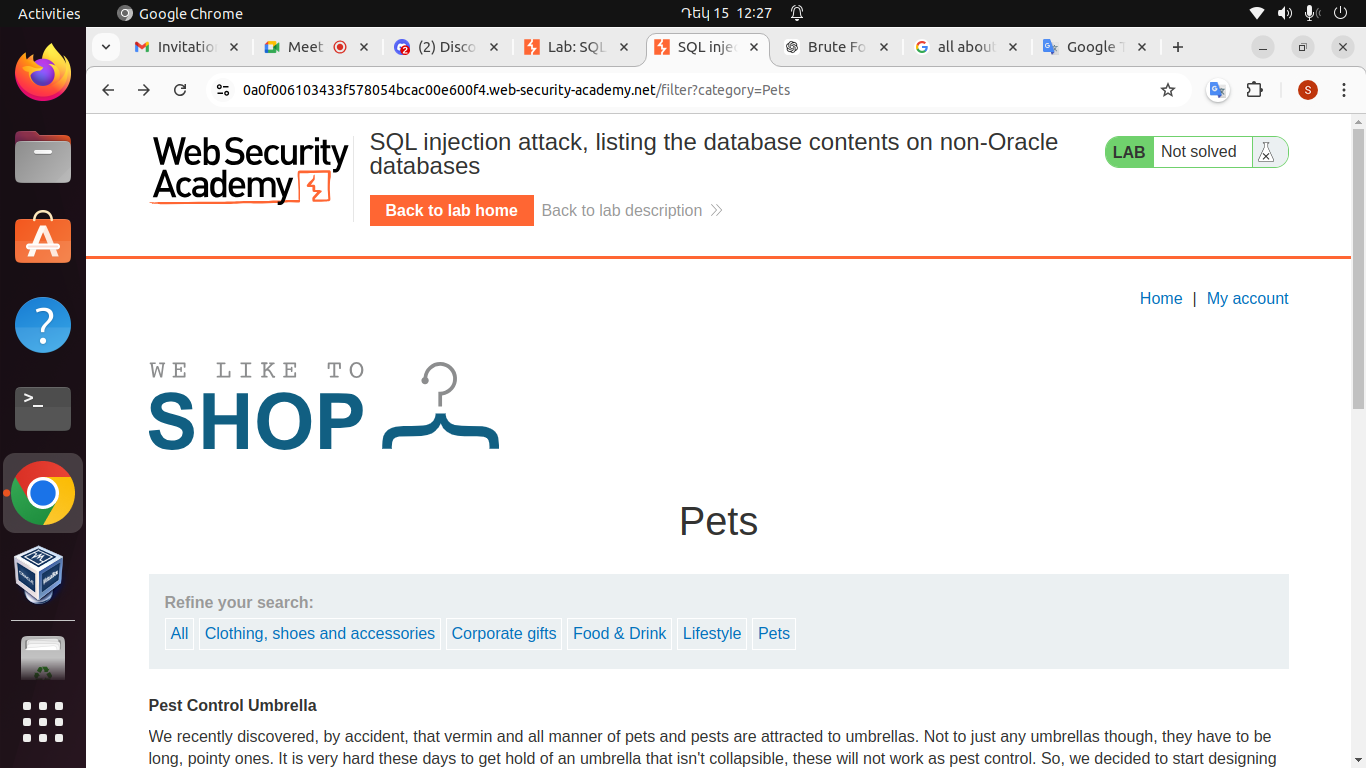 Activities
Google Chrome
Դեկ 15 12:27
Invitatio
Meet
(2) Disco
Lab: SQL
SQL injec
Brute Fo
all about
Google T
0a0f006103433f578054bcac00e600f4.web-security-academy.net/filter?category=Pets
S
WebSecurity
Academy
SQL injection attack, listing the database contents on non-Oracle
databases
LAB Not solved
Back to lab home Back to lab description
Home | My account
WE LIKE TO
SHOP
Pets
Refine your search:
All Clothing, shoes and accessories Corporate gifts Food & Drink Lifestyle Pets
Pest Control Umbrella
We recently discovered, by accident, that vermin and all manner of pets and pests are attracted to umbrellas. Not to just any umbrellas though, they have to be
long, pointy ones. It is very hard these days to get hold of an umbrella that isn't collapsible, these will not work as pest control. So, we decided to start designing